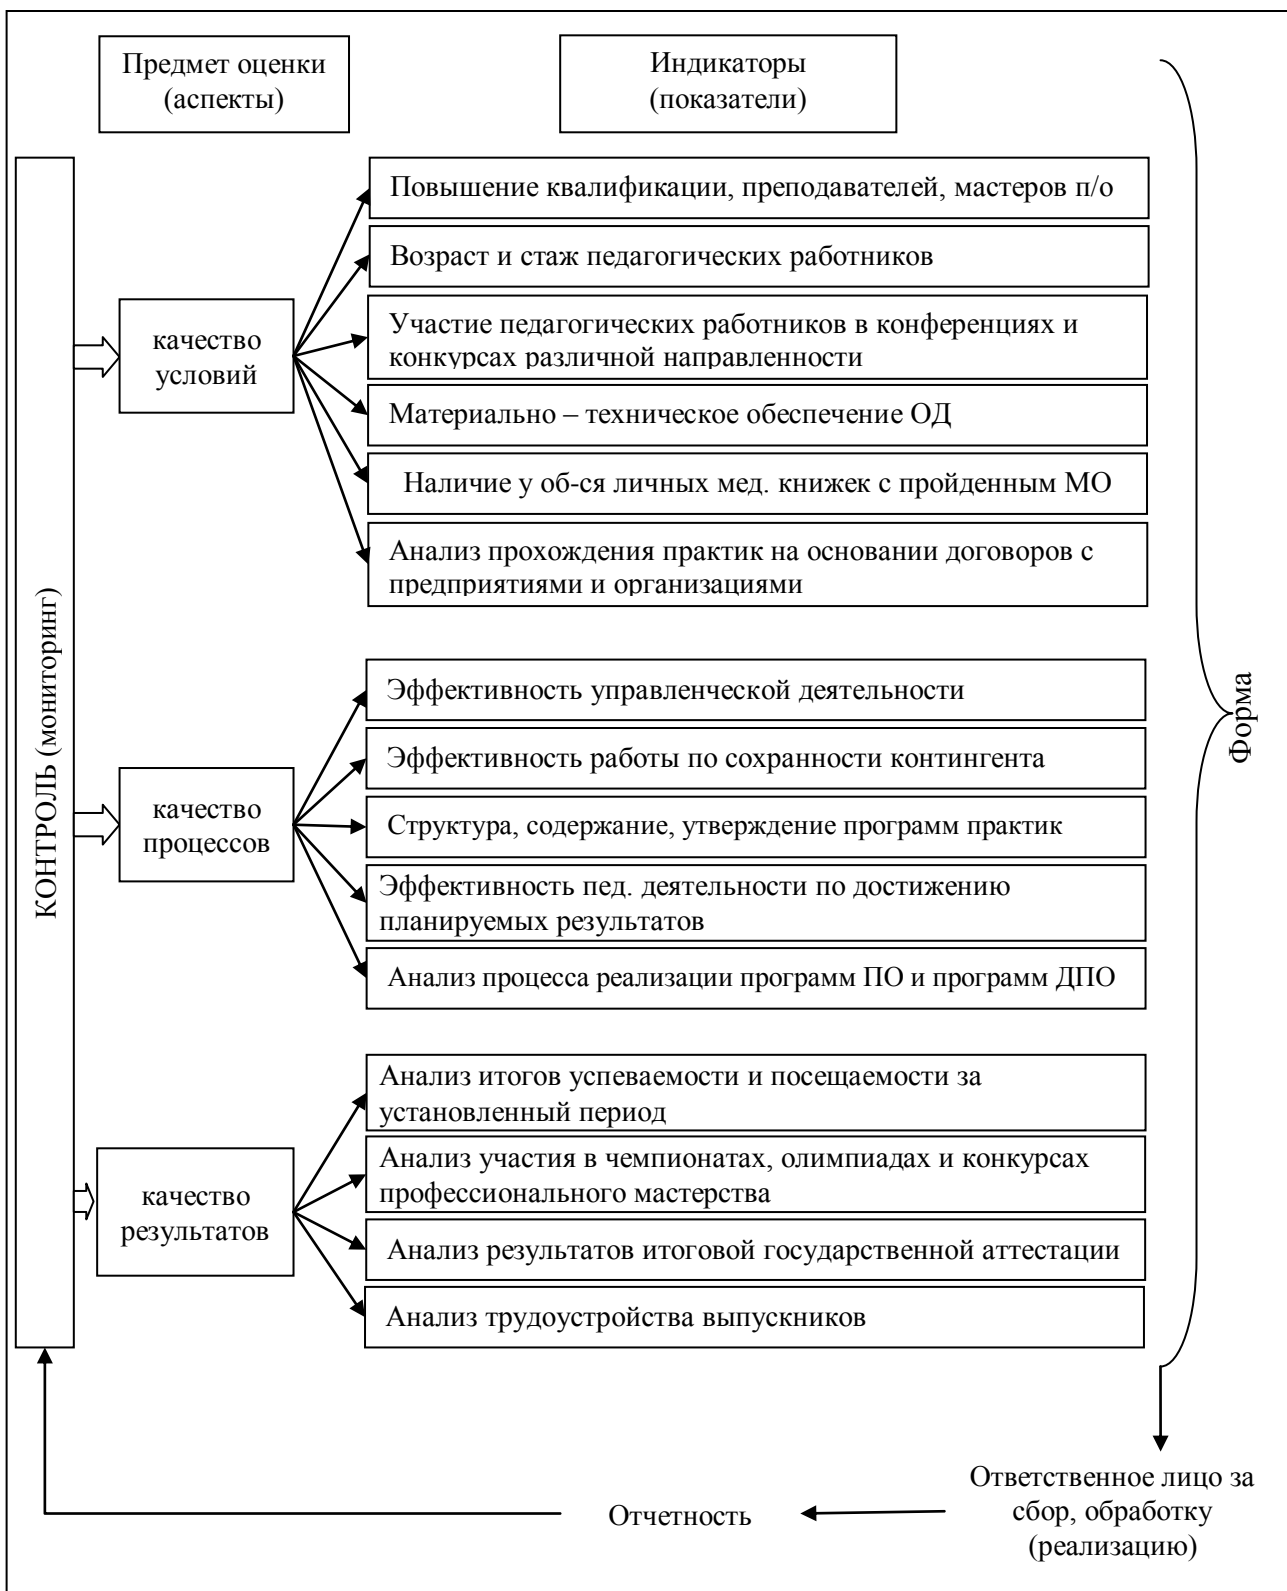 Предмет оценки
(аспекты)
Индикаторы
(показатели)
КОНТРОЛЬ (мониторинг)
качество
условий
Повышение квалификации, преподавателей, мастеров п/о
Возраст и стаж педагогических работников
Участие педагогических работников в конференциях и
конкурсах различной направленности
Материально – техническое обеспечение ОД
Наличие у об-ся личных мед. книжек с пройденным МО
Анализ прохождения практик на основании договоров с
предприятиями и организациями
качество
процессов
Эффективность управленческой деятельности
Эффективность работы по сохранности контингента
Структура, содержание, утверждение программ практик
Эффективность пед. деятельности по достижению
планируемых результатов
Анализ процесса реализации программ ПО и программ ДПО
качество
результатов
Анализ итогов успеваемости и посещаемости за
установленный период
Анализ участия в чемпионатах, олимпиадах и конкурсах
профессионального мастерства
Анализ результатов итоговой государственной аттестации
Анализ трудоустройства выпускников
Форма
Ответственное лицо за
сбор, обработку
(реализацию)
Отчетность